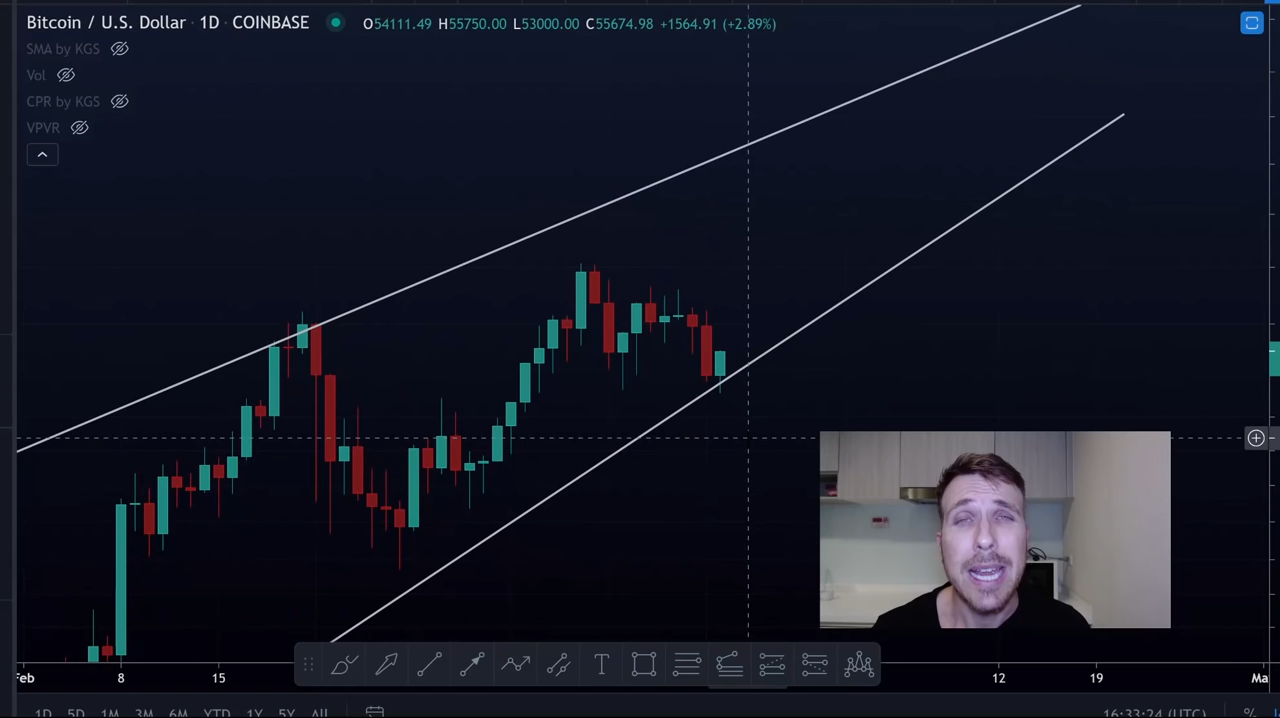 Bitcoin / U.S. Dollar · 1D · COINBASE O54111.49 H55750.00 L53000.00 C55674.98 +1564.91 (+2.89%)
SMA by KGS
Vol
CPR by KGS
VPVR
T
Feb 8 15 12 19 Ma
1D 5D 1M 3M 6M YTD 1Y 5Y All 16:33:24 (UTC) %